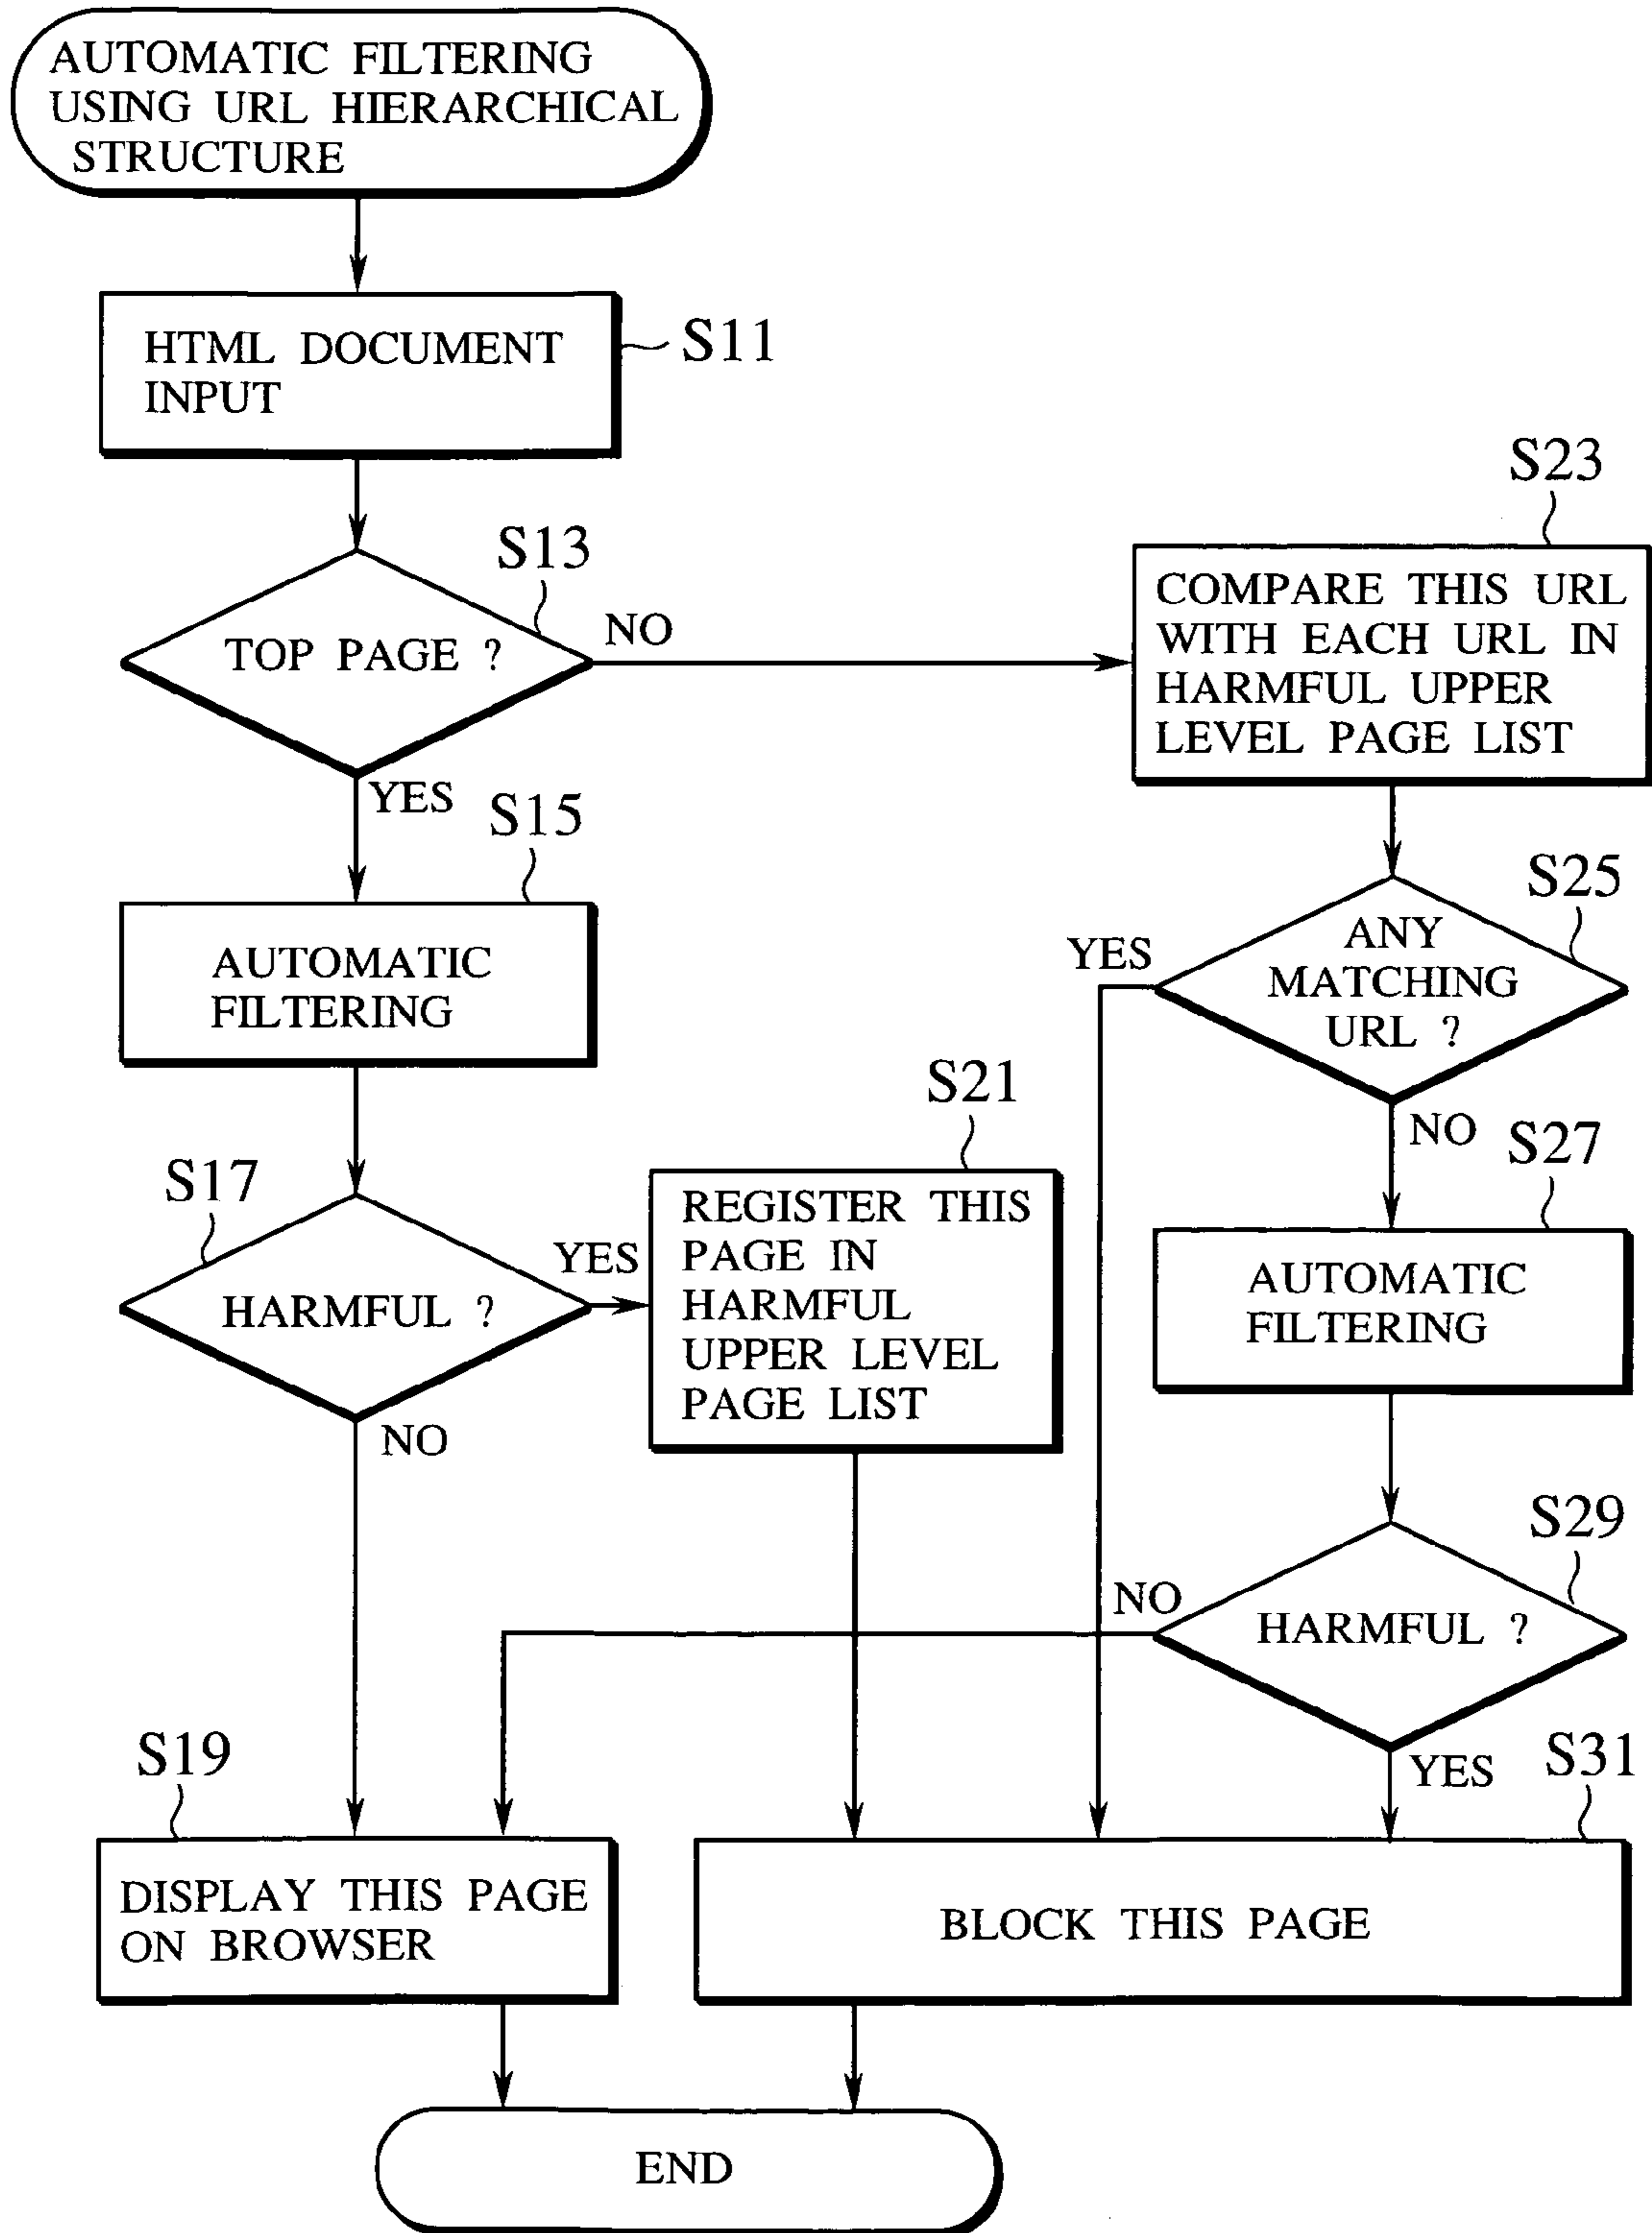 AUTOMATIC FILTERING
USING URL HIERARCHICAL
STRUCTURE
HTML DOCUMENT
INPUT
S11
S13
TOP PAGE ?
NO
YES
S15
AUTOMATIC
FILTERING
S17
HARMFUL ?
YES
NO
S21
REGISTER THIS
PAGE IN
HARMFUL
UPPER LEVEL
PAGE LIST
S23
COMPARE THIS URL
WITH EACH URL IN
HARMFUL UPPER
LEVEL PAGE LIST
S25
ANY
MATCHING
URL ?
YES
NO
S27
AUTOMATIC
FILTERING
S29
HARMFUL ?
NO
YES
S19
DISPLAY THIS PAGE
ON BROWSER
S31
BLOCK THIS PAGE
END